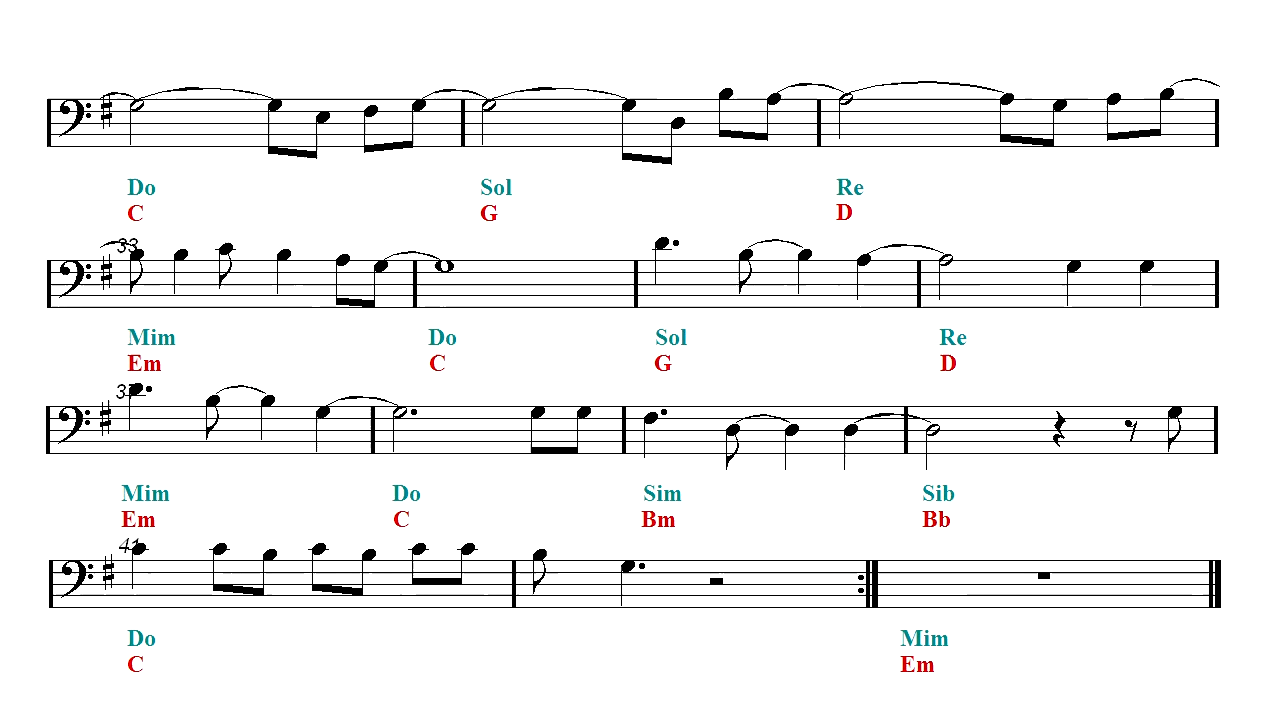 Do Sol Re
C G D
33
Mim Do Sol Re
Em C G D
Mim Do Sim Sib
Em C Bm Bb
41
Do Mim
C Em